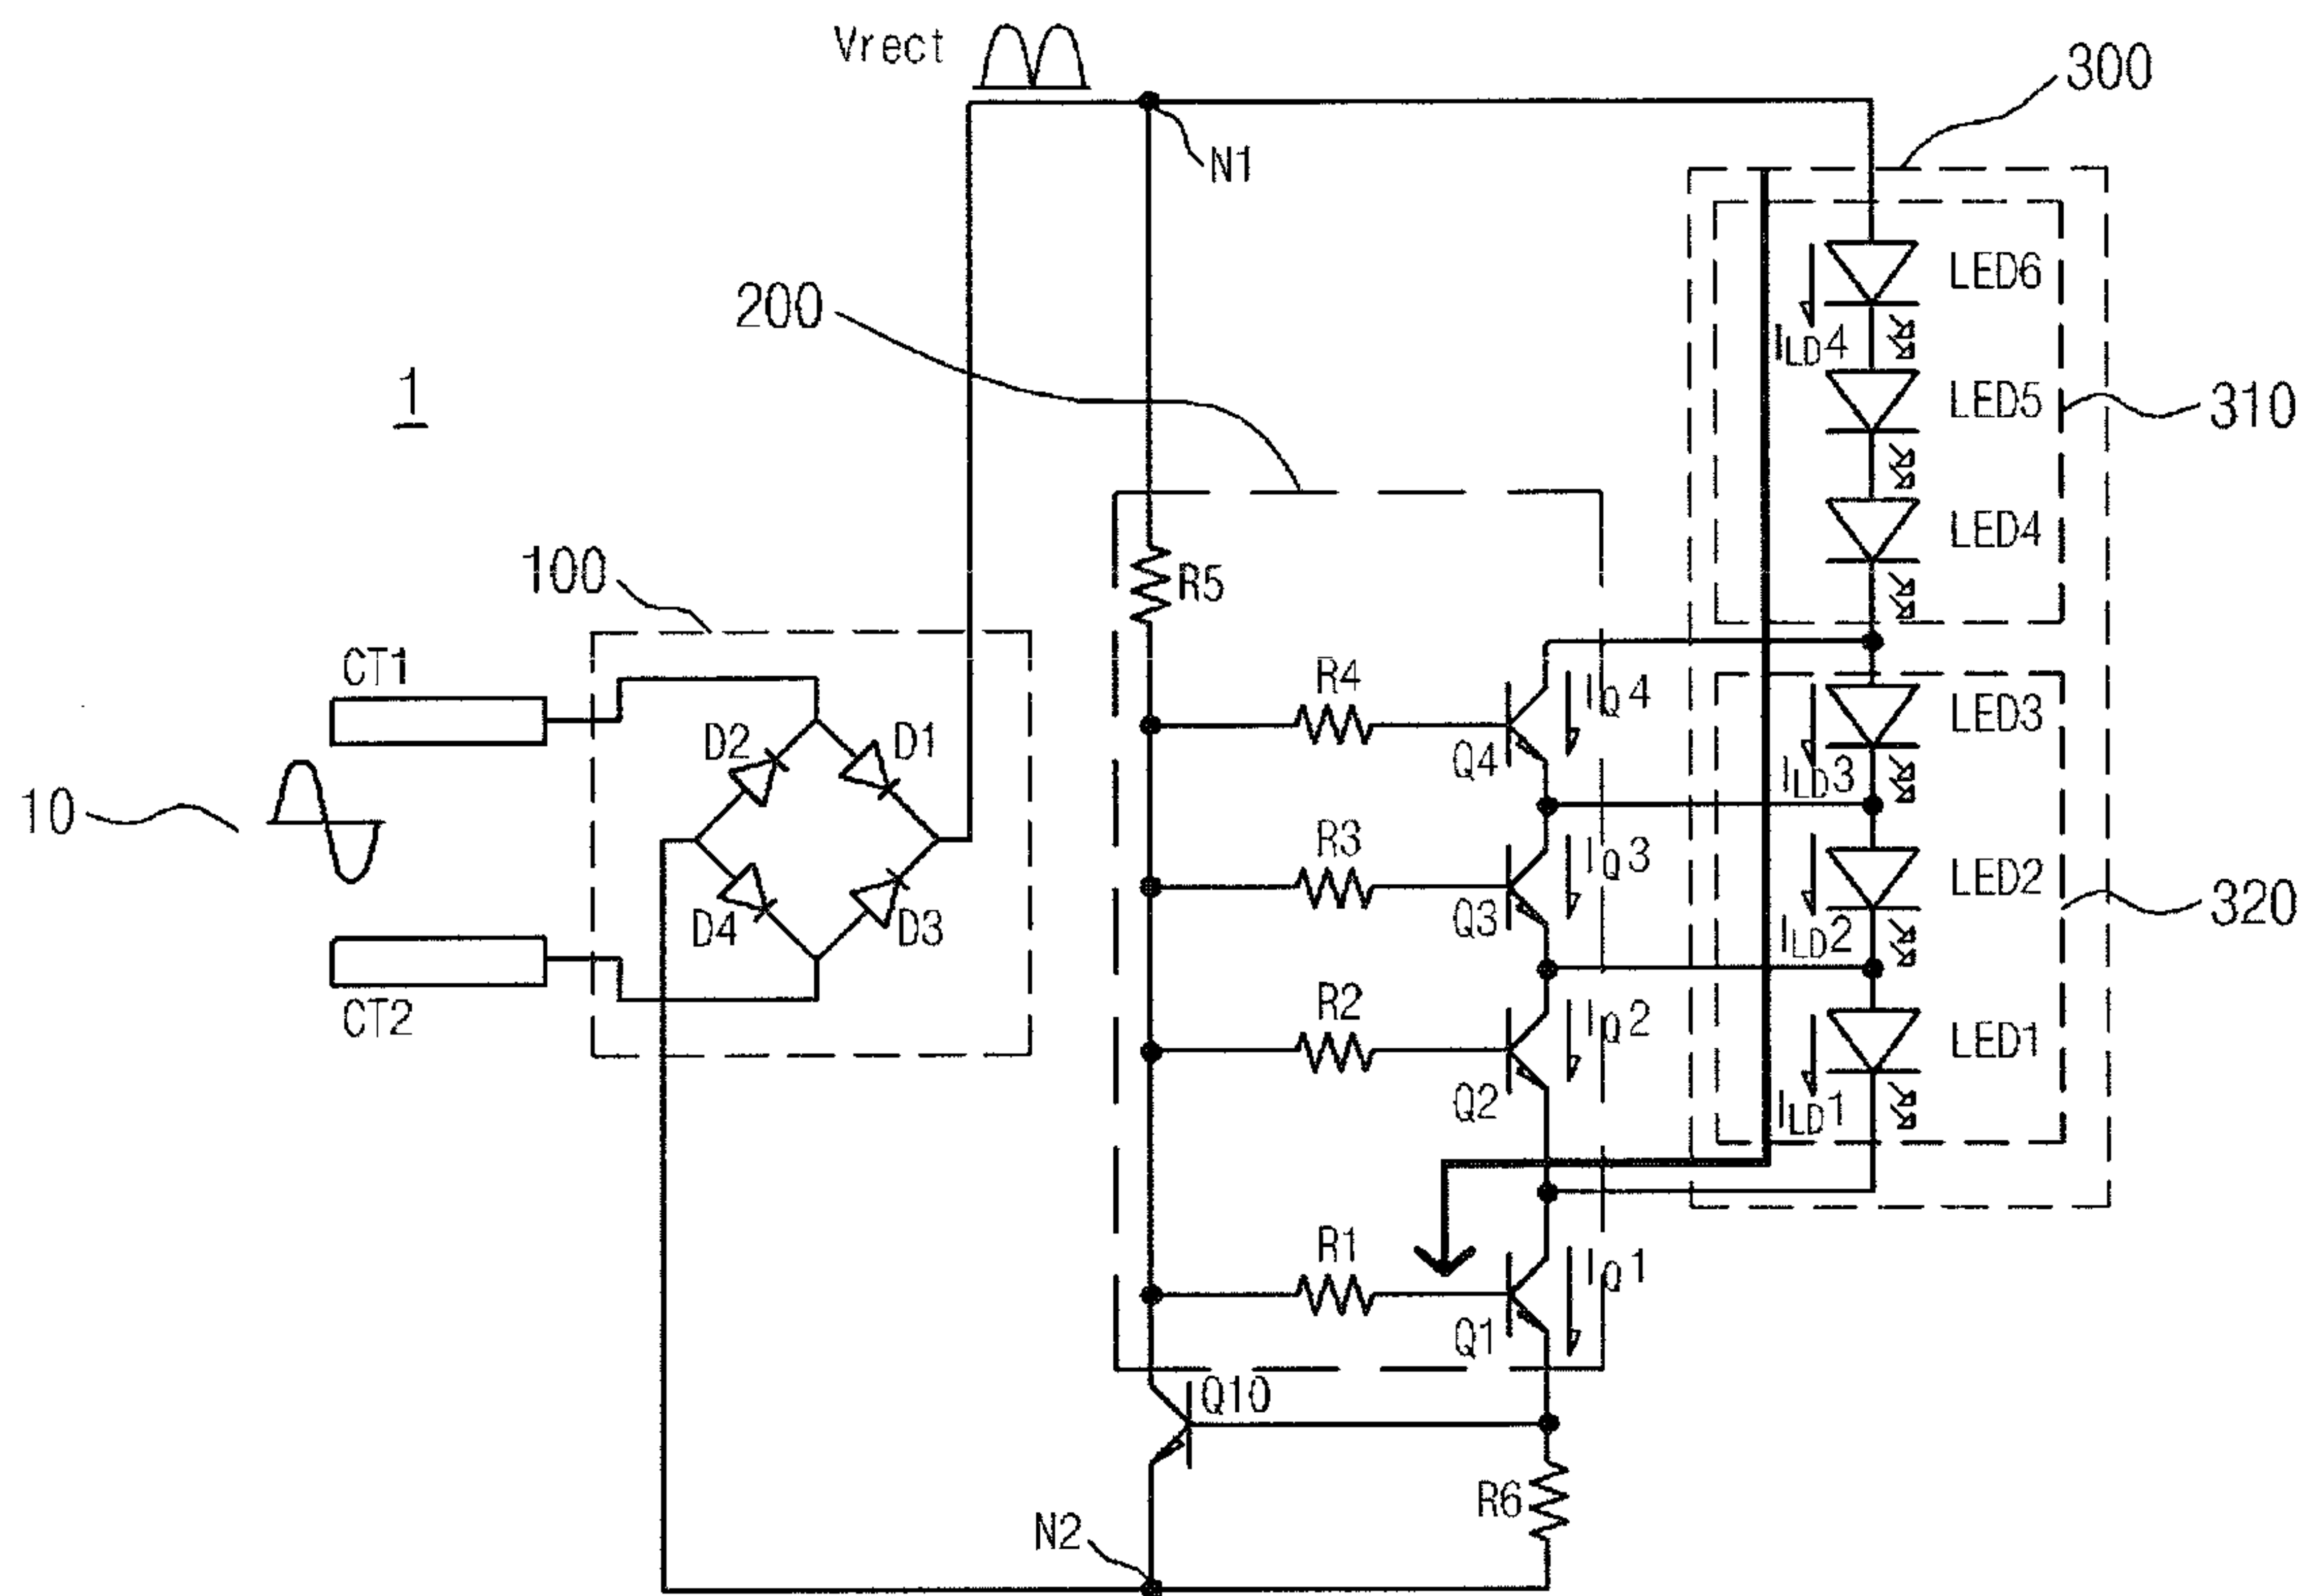 Vrect
300
N1
LED6
200
ILD4
1
LED5
310
LED4
100
R5
CT1
R4
IQ4
LED3
D2
D1
Q4
ILD3
10
R3
IQ3
LED2
D4
D3
Q3
320
ILD2
CT2
R2
IQ2
LED1
Q2
ILD1
R1
IQ1
Q1
Q10
R6
N2